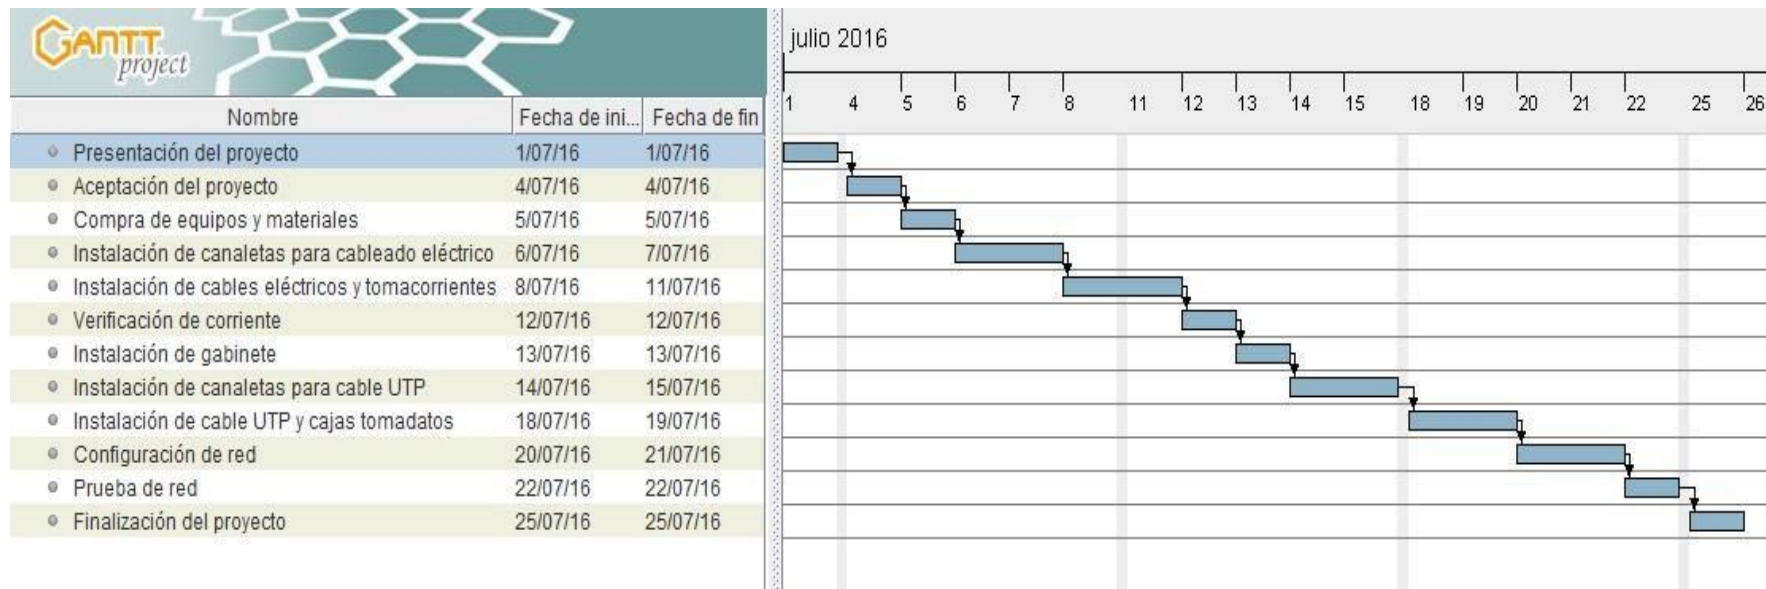 GANTT
project
julio 2016
1 4 5 6 7 8 11 12 13 14 15 18 19 20 21 22 25 26
Nombre Fecha de ini... Fecha de fin
Presentación del proyecto 1/07/16 1/07/16
Aceptación del proyecto 4/07/16 4/07/16
Compra de equipos y materiales 5/07/16 5/07/16
Instalación de canaletas para cableado eléctrico 6/07/16 7/07/16
Instalación de cables eléctricos y tomacorrientes 8/07/16 11/07/16
Verificación de corriente 12/07/16 12/07/16
Instalación de gabinete 13/07/16 13/07/16
Instalación de canaletas para cable UTP 14/07/16 15/07/16
Instalación de cable UTP y cajas tomadatos 18/07/16 19/07/16
Configuración de red 20/07/16 21/07/16
Prueba de red 22/07/16 22/07/16
Finalización del proyecto 25/07/16 25/07/16